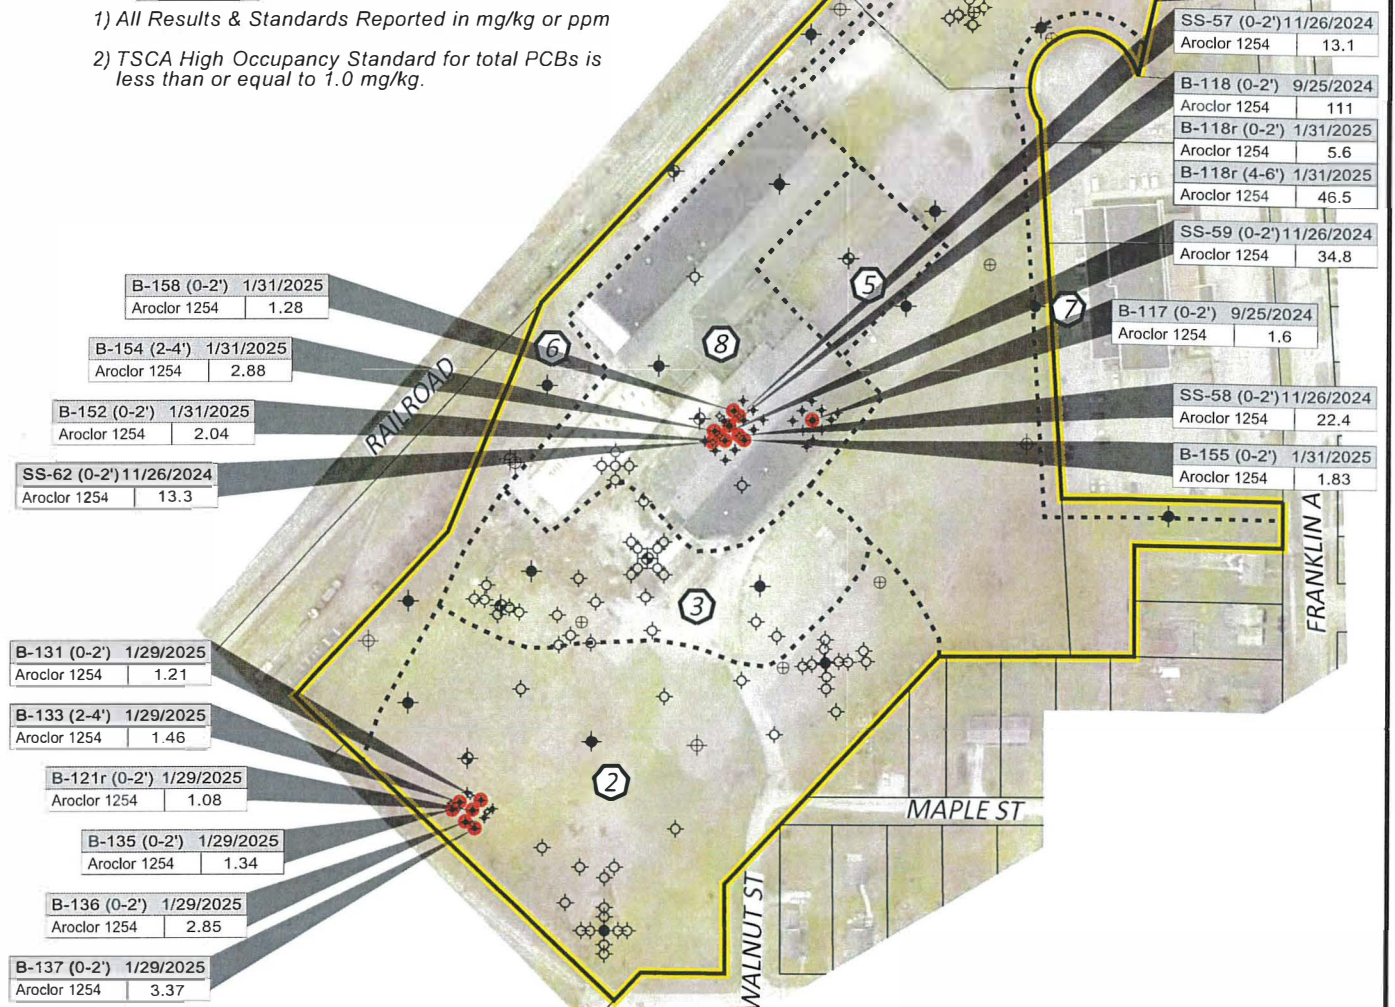 1) All Results & Standards Reported in mg/kg or ppm
2) TSCA High Occupancy Standard for total PCBs is
less than or equal to 1.0 mg/kg.
SS-57 (0-2') 11/26/2024
Aroclor 1254 13.1
B-118 (0-2') 9/25/2024
Aroclor 1254 111
B-118r (0-2') 1/31/2025
Aroclor 1254 5.6
B-118r (4-6') 1/31/2025
Aroclor 1254 46.5
SS-59 (0-2') 11/26/2024
Aroclor 1254 34.8
B-117 (0-2') 9/25/2024
Aroclor 1254 1.6
SS-58 (0-2') 11/26/2024
Aroclor 1254 22.4
B-155 (0-2') 1/31/2025
Aroclor 1254 1.83
B-158 (0-2') 1/31/2025
Aroclor 1254 1.28
B-154 (2-4') 1/31/2025
Aroclor 1254 2.88
B-152 (0-2') 1/31/2025
Aroclor 1254 2.04
SS-62 (0-2') 11/26/2024
Aroclor 1254 13.3
B-131 (0-2') 1/29/2025
Aroclor 1254 1.21
B-133 (2-4') 1/29/2025
Aroclor 1254 1.46
B-121r (0-2') 1/29/2025
Aroclor 1254 1.08
B-135 (0-2') 1/29/2025
Aroclor 1254 1.34
B-136 (0-2') 1/29/2025
Aroclor 1254 2.85
B-137 (0-2') 1/29/2025
Aroclor 1254 3.37
5
7
6
8
3
2
RAILROAD
FRANKLIN A
MAPLE ST
WALNUT ST